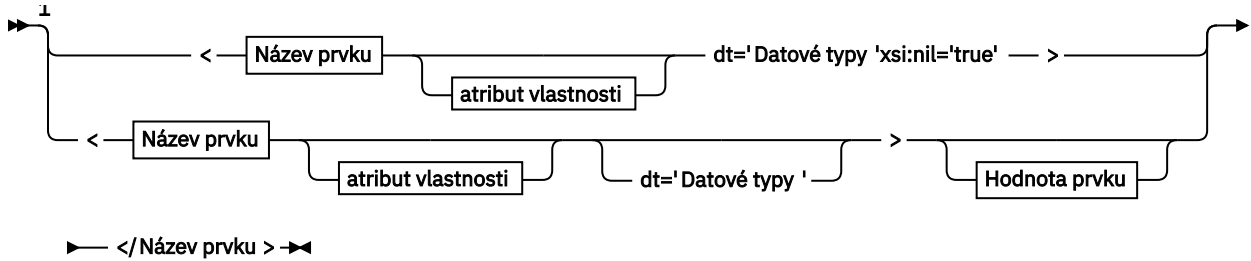 1
< Název prvku dt='Datové typy 'xsi:nil='true' >
atribut vlastnosti
< Název prvku >
atribut vlastnosti dt='Datové typy ' Hodnota prvku
</Název prvku >